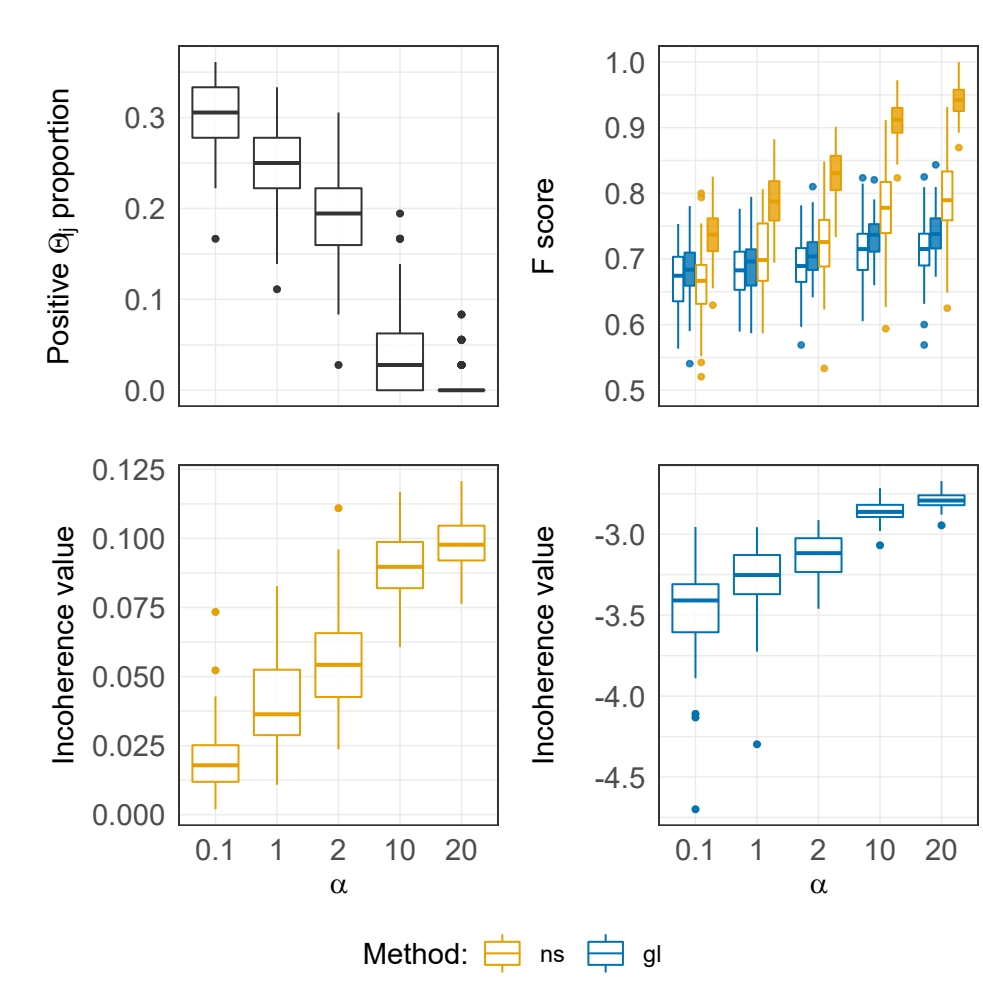 Positive Θj proportion
0.3
0.2
0.1
0.0
F score
1.0
0.9
0.8
0.7
0.6
0.5
Incoherence value
0.125
0.100
0.075
0.050
0.025
0.000
0.1 1 2 10 20
α
Incoherence value
-3.0
-3.5
-4.0
-4.5
0.1 1 2 10 20
α
Method: ns gl